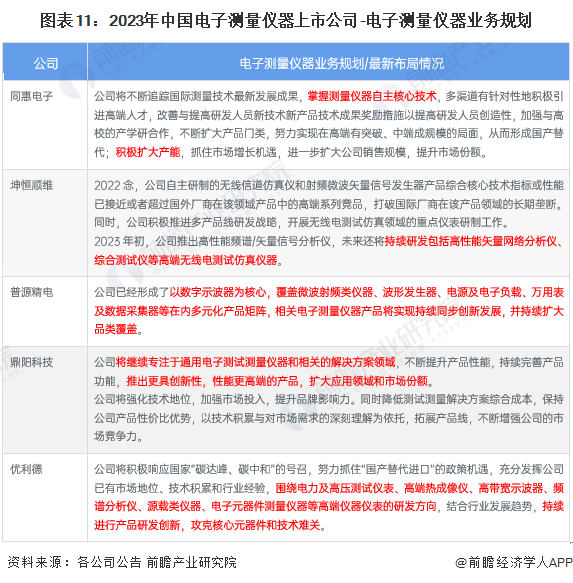 图表11：2023年中国电子测量仪器上市公司-电子测量仪器业务规划
公司
电子测量仪器业务规划/最新布局情况
同惠电子
公司将不断追踪国际测量技术最新发展成果，掌握测量仪器自主核心技术，多渠道有针对性地积极引
进高端人才，改善与提高研发人员新技术新产品技术成果奖励措施以提高研发人员创造性，加强与高
校的产学研合作，不断扩大产品门类，努力实现在高端有突破、中端成规模的局面，从而形成国产替
代；积极扩大产能，抓住市场增长机遇，进一步扩大公司销售规模，提升市场份额。
坤恒顺维
2022 念，公司自主研制的无线信道仿真仪和射频微波矢量信号发生器产品综合核心技术指标或性能
已接近或者超过国外厂商在该领域产品中的高端系列竞品，打破国际厂商在该产品领域的长期垄断。
同时，公司积极推进多产品线研发战略，开展无线电测试仿真领域的重点仪表研制工作。
2023 年初，公司推出高性能频谱/矢量信号分析仪，未来还将持续研发包括高性能矢量网络分析仪、
综合测试仪等高端无线电测试仿真仪器。
普源精电
公司已经形成了以数字示波器为核心，覆盖微波射频类仪器、波形发生器、电源及电子负载、万用表
及数据采集器等在内多元化产品矩阵，相关电子测量仪器产品将实现持续同步创新发展，并持续扩大
品类覆盖。
鼎阳科技
公司将继续专注于通用电子测试测量仪器和相关的解决方案领域，不断提升产品性能，持续完善产品
功能，推出更具创新性，性能更高端的产品，扩大应用领域和市场份额。
公司将强化技术地位，加强市场投入，提升品牌影响力。同时降低测试测量解决方案综合成本，保持
公司产品性价比优势，以技术积累与对市场需求的深刻理解为依托，拓展产品线，不断增强公司的市
场竞争力。
优利德
公司将积极响应国家“碳达峰、碳中和”的号召，努力抓住“国产替代进口”的政策机遇，充分发挥公司
已有市场地位、技术积累和行业经验，围绕电力及高压测试仪表、高端热成像仪、高带宽示波器、频
谱分析仪、源载类仪器、电子元器件测量仪器等高端仪器仪表的研发方向，结合行业发展趋势，持续
进行产品研发创新，攻克核心元器件和技术难关。
资料来源：各公司公告 前瞻产业研究院
@前瞻经济学人APP